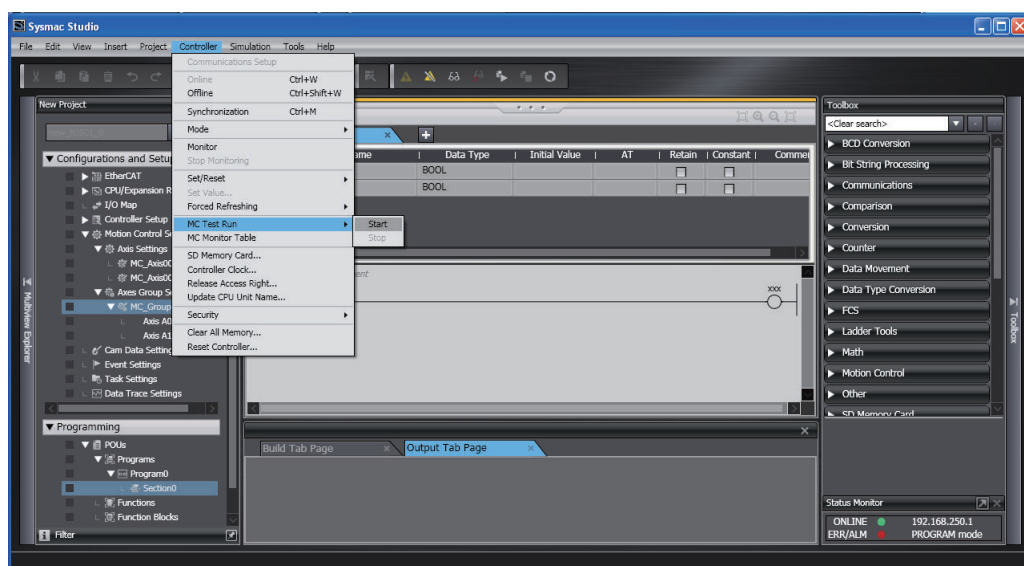 Sysmac Studio
File Edit View Insert Project Controller Simulation Tools Help
Communications Setup
Online Ctrl+W
Offline Ctrl+Shift+W
Synchronization Ctrl+M
Mode
Monitor
Stop Monitoring
Set/Reset
Set Value...
Forced Refreshing
MC Test Run
MC Monitor Table
SD Memory Card...
Controller Clock...
Release Access Right...
Update CPU Unit Name...
Security
Clear All Memory...
Reset Controller...
Start
Stop
New Project
Configurations and Setu
EtherCAT
CPU/Expansion R
I/O Map
Controller Setup
Motion Control S
Axis Settings
MC_Axis00
MC_Axis0
Axes Group S
MC_Group
Axis A0
Axis A1
Cam Data Setting
Event Settings
Task Settings
Data Trace Settings
Programming
POUs
Programs
Program0
Section0
Functions
Function Blocks
Filter
Multiview Explorer
ame Data Type Initial Value AT Retain Constant Commen
BOOL
BOOL
xxx
Build Tab Page Output Tab Page
Toolbox
<Clear search>
BCD Conversion
Bit String Processing
Communications
Comparison
Conversion
Counter
Data Movement
Data Type Conversion
FCS
Ladder Tools
Math
Motion Control
Other
SD Memory Card
Toolbox
Status Monitor
ONLINE 192.168.250.1
ERR/ALM PROGRAM mode